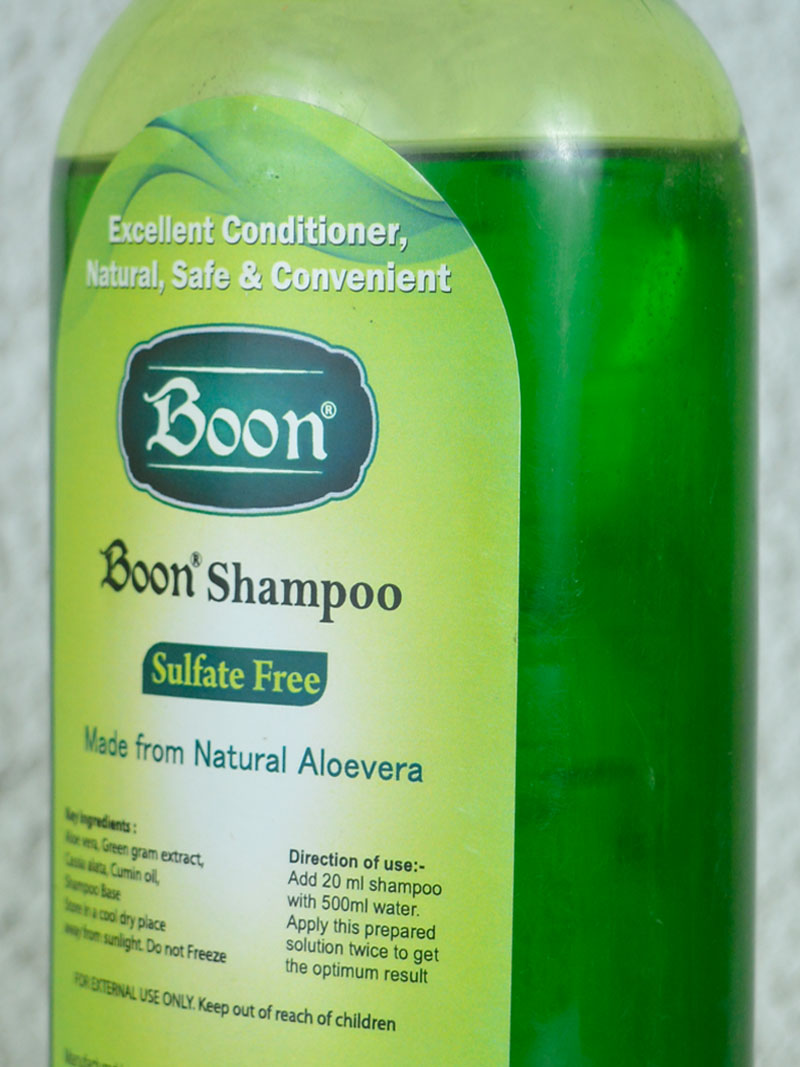 Excellent Conditioner,
Natural, Safe & Convenient
Boon®
Boon® Shampoo
Sulfate Free
Made from Natural Aloevera
Key Ingredients :
Aloe vera, Green gram extract,
Cassia alata, Cumin oil,
Shampoo Base
Store in a cool dry place
away from sunlight. Do not Freeze
Direction of use:-
Add 20 ml shampoo
with 500ml water.
Apply this prepared
solution twice to get
the optimum result
FOR EXTERNAL USE ONLY. Keep out of reach of children